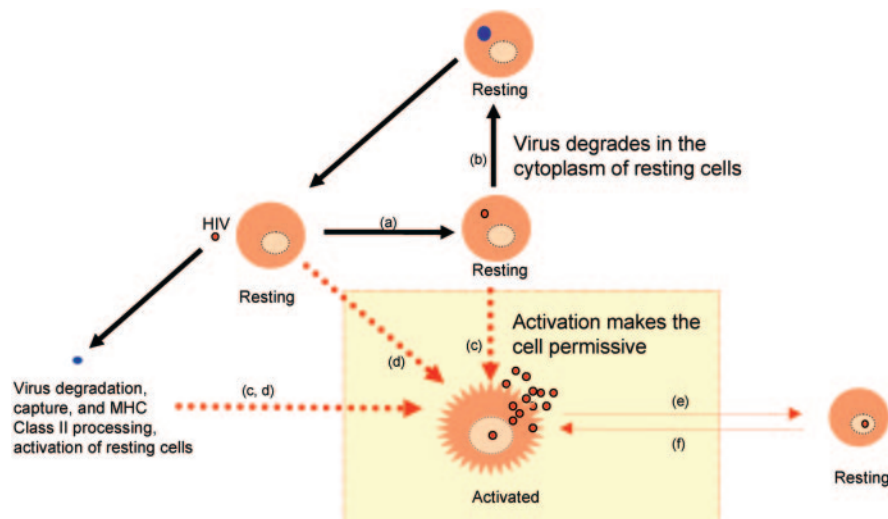 Resting
(b)
Virus degrades in the
cytoplasm of resting cells
HIV
(a)
Resting
Resting
Activation makes the
cell permissive
(d)
(c)
Virus degradation,
capture, and MHC
Class II processing,
activation of resting cells
(c, d)
(e)
(f)
Activated
Resting